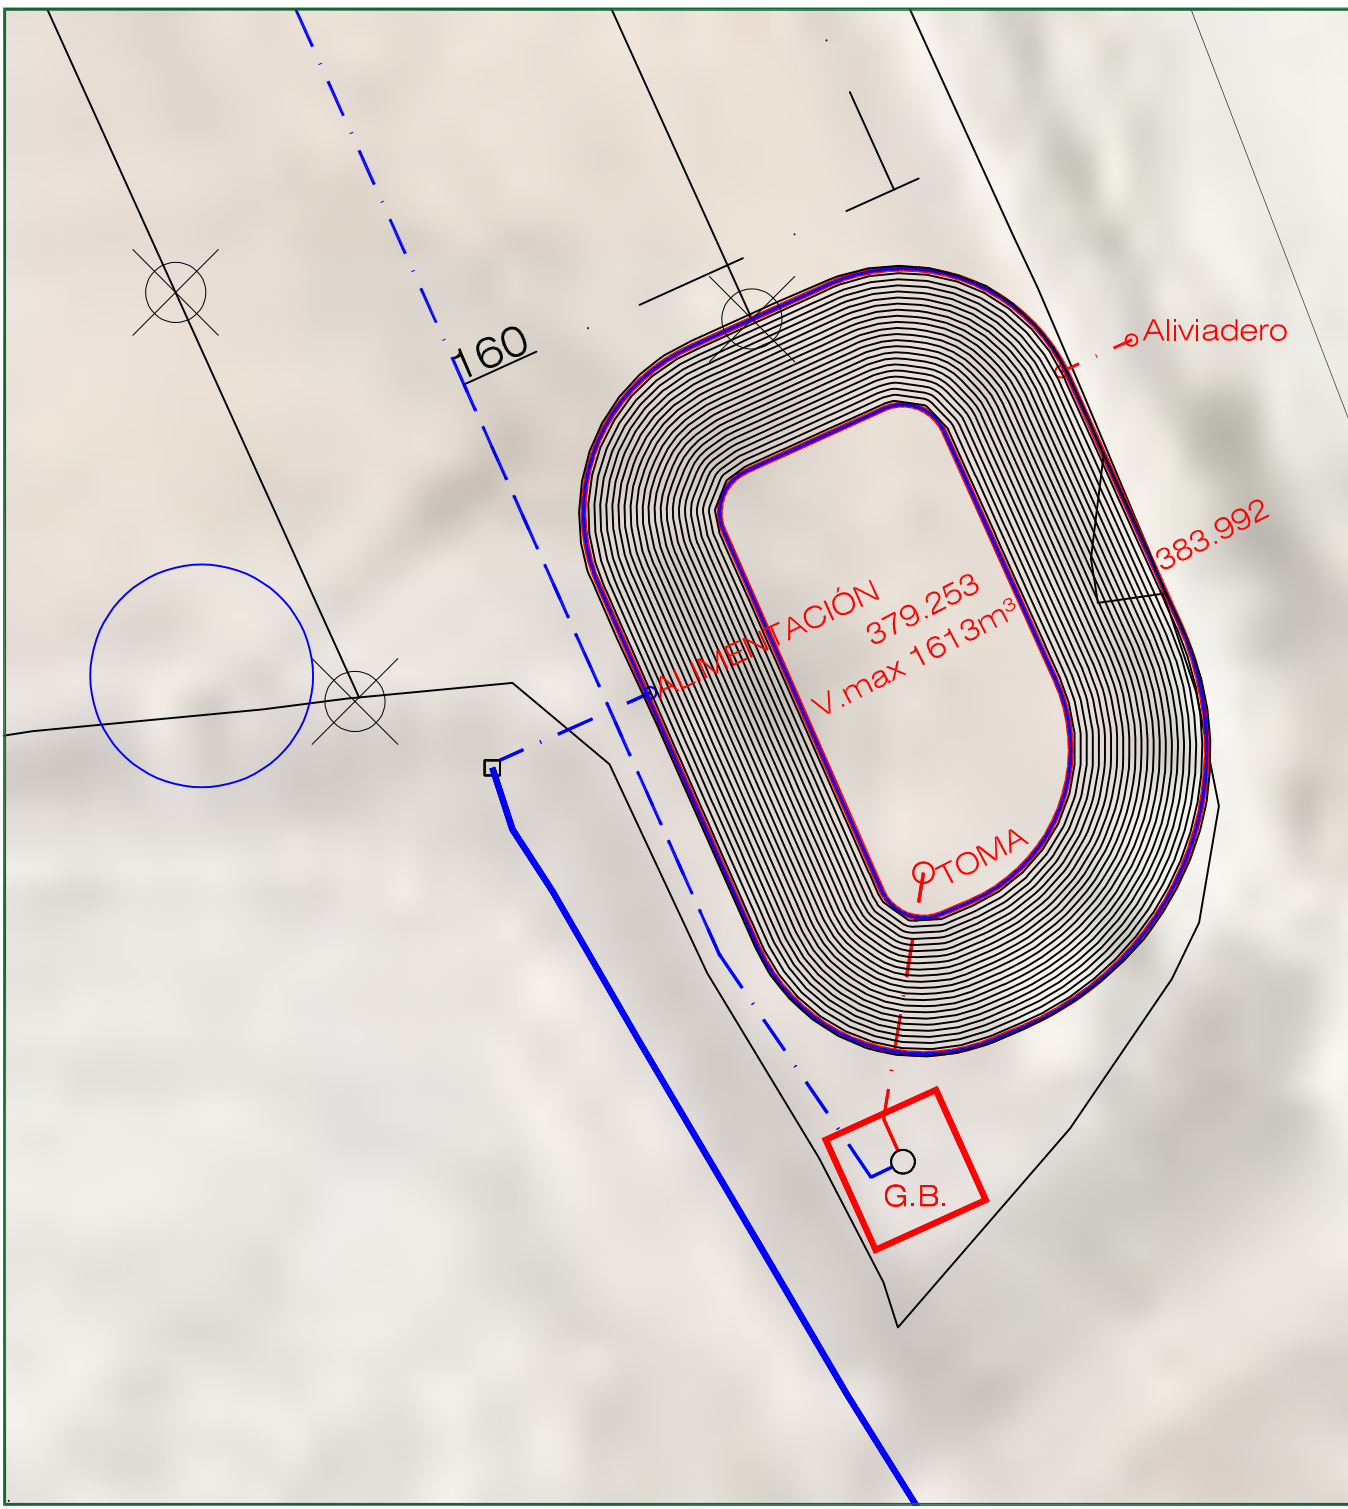 160
Aliviadero
383.992
ALIMENTACIÓN
379.253
V.max 1613m³
TOMA
G.B.